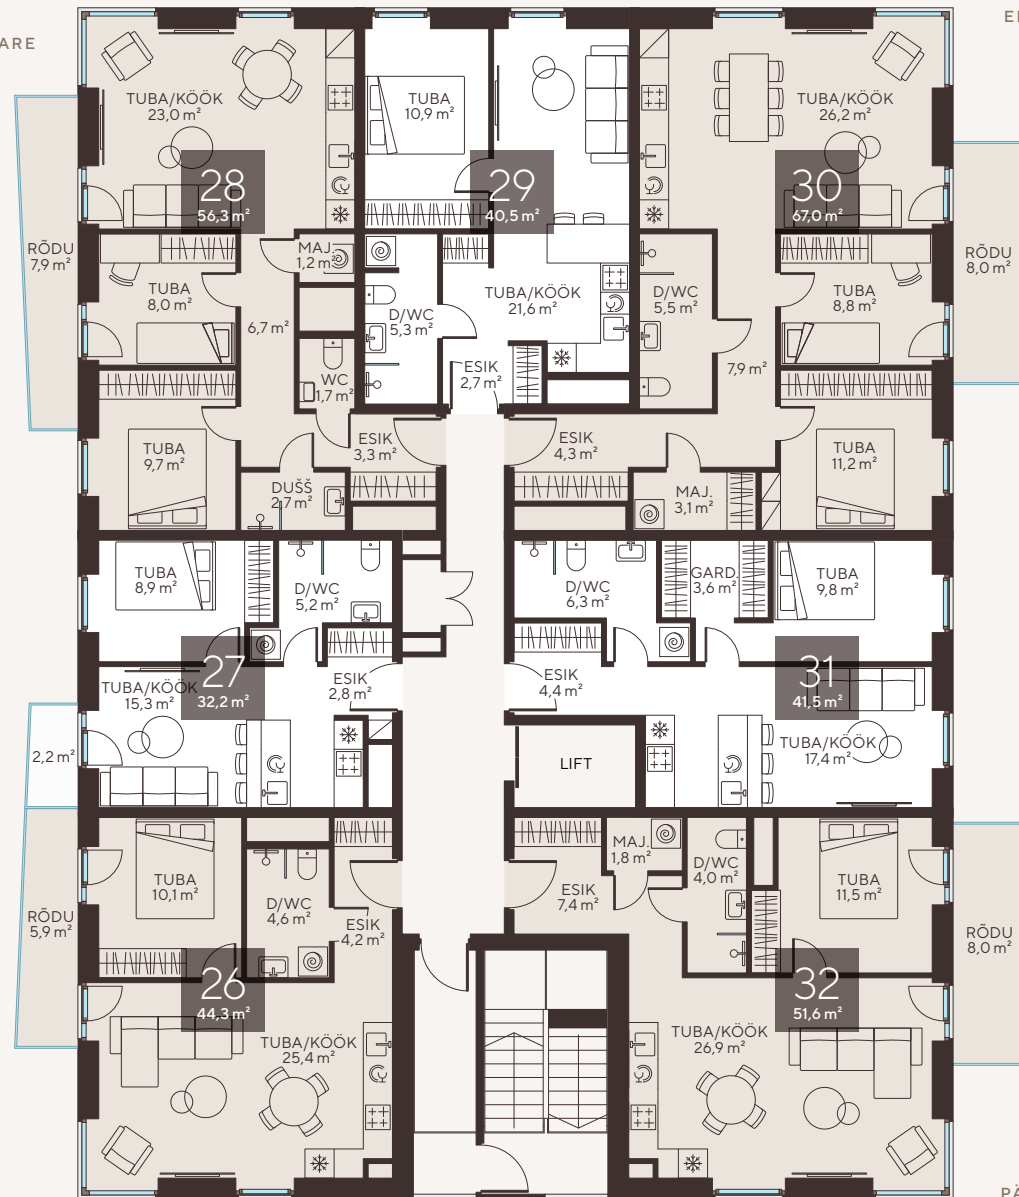 ARE
TUBA/KÖÖK
23,0 m²
28
56,3 m²
RÕDU
7,9 m²
TUBA
8,0 m²
6,7 m²
MAJ.
1,2 m²
WC
1,7 m²
TUBA
9,7 m²
DUŠŠ
2,7 m²
ESIK
3,3 m²
TUBA
10,9 m²
29
40,5 m²
TUBA/KÖÖK
21,6 m²
D/WC
5,3 m²
ESIK
2,7 m²
TUBA/KÖÖK
26,2 m²
30
67,0 m²
RÕDU
8,0 m²
D/WC
5,5 m²
TUBA
8,8 m²
7,9 m²
ESIK
4,3 m²
TUBA
11,2 m²
MAJ.
3,1 m²
TUBA
8,9 m²
D/WC
5,2 m²
27
32,2 m²
TUBA/KÖÖK
15,3 m²
ESIK
2,8 m²
2,2 m²
D/WC
6,3 m²
GARD.
3,6 m²
TUBA
9,8 m²
31
41,5 m²
ESIK
4,4 m²
TUBA/KÖÖK
17,4 m²
LIFT
TUBA
10,1 m²
RÕDU
5,9 m²
D/WC
4,6 m²
ESIK
4,2 m²
26
44,3 m²
TUBA/KÖÖK
25,4 m²
MAJ.
1,8 m²
D/WC
4,0 m²
ESIK
7,4 m²
TUBA
11,5 m²
RÕDU
8,0 m²
32
51,6 m²
TUBA/KÖÖK
26,9 m²